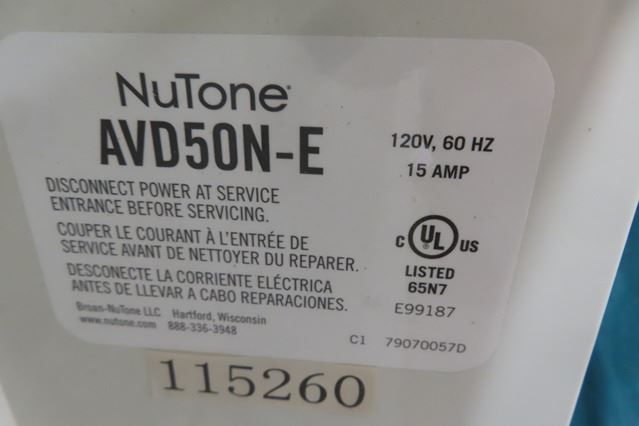 NuTone®
AVD50N-E
120V, 60 HZ
15 AMP
DISCONNECT POWER AT SERVICE
ENTRANCE BEFORE SERVICING.
COUPER LE COURANT À L'ENTRÉE DE
SERVICE AVANT DE NETTOYER DU REPARER.
DESCONECTE LA CORRIENTE ELÉCTRICA
ANTES DE LLEVAR A CABO REPARACIONES.
Broan-NuTone LLC Hartford, Wisconsin
www.nutone.com 888-336-3948
C UL US
LISTED
65N7
E99187
C1 79070057D
115260